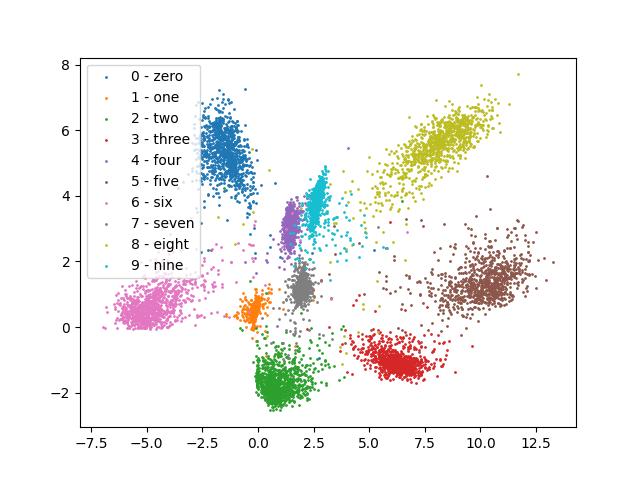 8
6
4
2
0
−2
0 - zero
1 - one
2 - two
3 - three
4 - four
5 - five
6 - six
7 - seven
8 - eight
9 - nine
−7.5 −5.0 −2.5 0.0 2.5 5.0 7.5 10.0 12.5